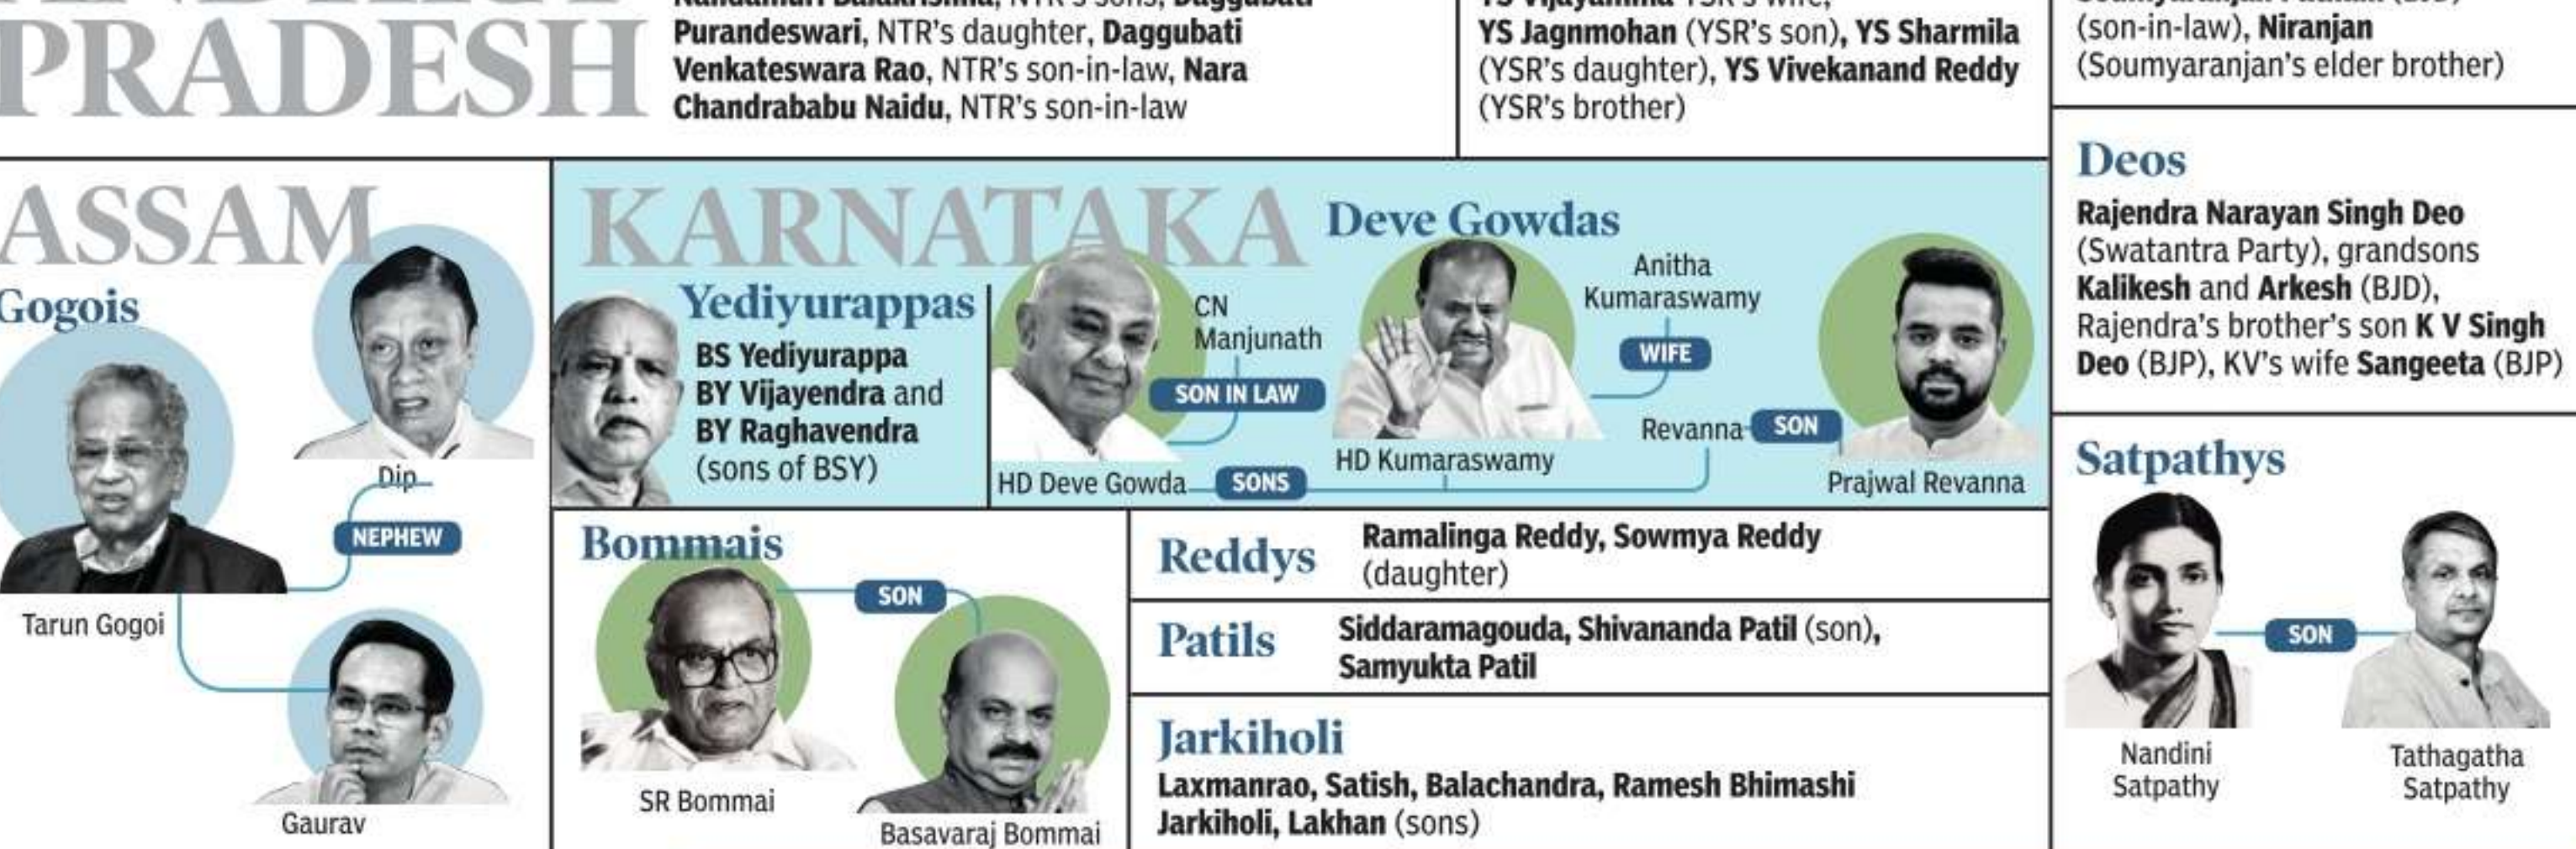 PRADESH
Purandeswari, NTR's daughter, Daggubati
Venkateswara Rao, NTR's son-in-law, Nara
Chandrababu Naidu, NTR's son-in-law
YS Jagnmohan (YSR's son), YS Sharmila
(YSR's daughter), YS Vivekanand Reddy
(YSR's brother)
(son-in-law), Niranjan
(Soumyaranjan's elder brother)
ASSAM
Gogois
Dip
NEPHEW
Tarun Gogoi
Gaurav
KARNATAKA
Yediyurappas
BS Yediyurappa
BY Vijayendra and
BY Raghavendra
(sons of BSY)
Deve Gowdas
CN
Manjunath
SON IN LAW
HD Deve Gowda
SONS
HD Kumaraswamy
Anitha
Kumaraswamy
WIFE
Revanna
SON
Prajwal Revanna
Bommais
SON
SR Bommai
Basavaraj Bommai
Reddys
Ramalinga Reddy, Sowmya Reddy
(daughter)
Patils
Siddaramagouda, Shivananda Patil (son),
Samyukta Patil
Jarkiholi
Laxmanrao, Satish, Balachandra, Ramesh Bhimashi
Jarkiholi, Lakhan (sons)
Deos
Rajendra Narayan Singh Deo
(Swatantra Party), grandsons
Kalikesh and Arkesh (BJD),
Rajendra's brother's son K V Singh
Deo (BJP), KV's wife Sangeeta (BJP)
Satpathys
SON
Nandini
Satpathy
Tathagatha
Satpathy